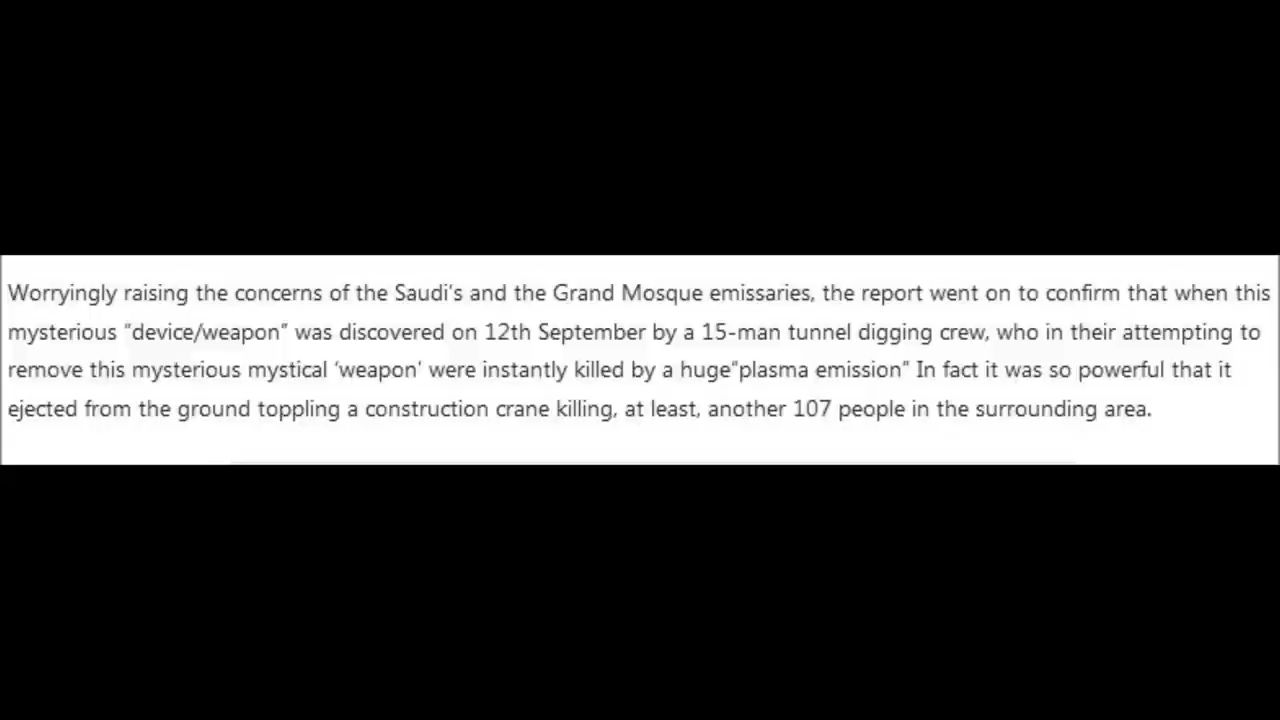 Worryingly raising the concerns of the Saudi's and the Grand Mosque emissaries, the report went on to confirm that when this
mysterious "device/weapon" was discovered on 12th September by a 15-man tunnel digging crew, who in their attempting to
remove this mysterious mystical 'weapon' were instantly killed by a huge"plasma emission" In fact it was so powerful that it
ejected from the ground toppling a construction crane killing, at least, another 107 people in the surrounding area.